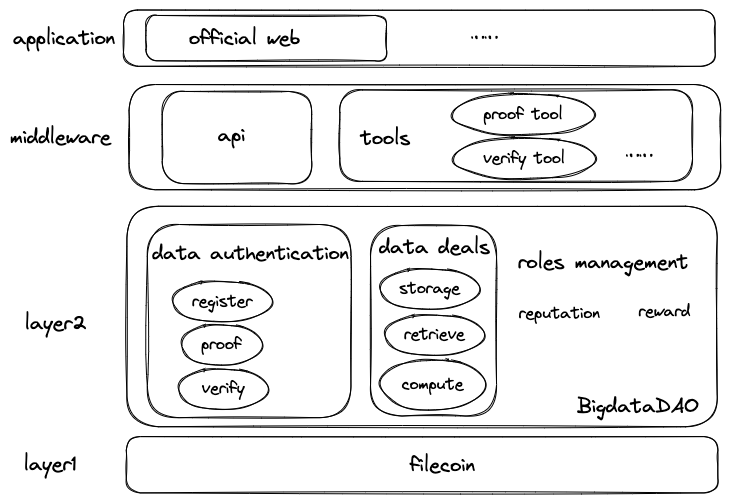 application
official web
.....
middleware
api
tools
proof tool
verify tool
.....
layer2
data authentication
register
proof
verify
data deals
storage
retrieve
compute
roles management
reputation reward
BigdataDAO
layer1
filecoin